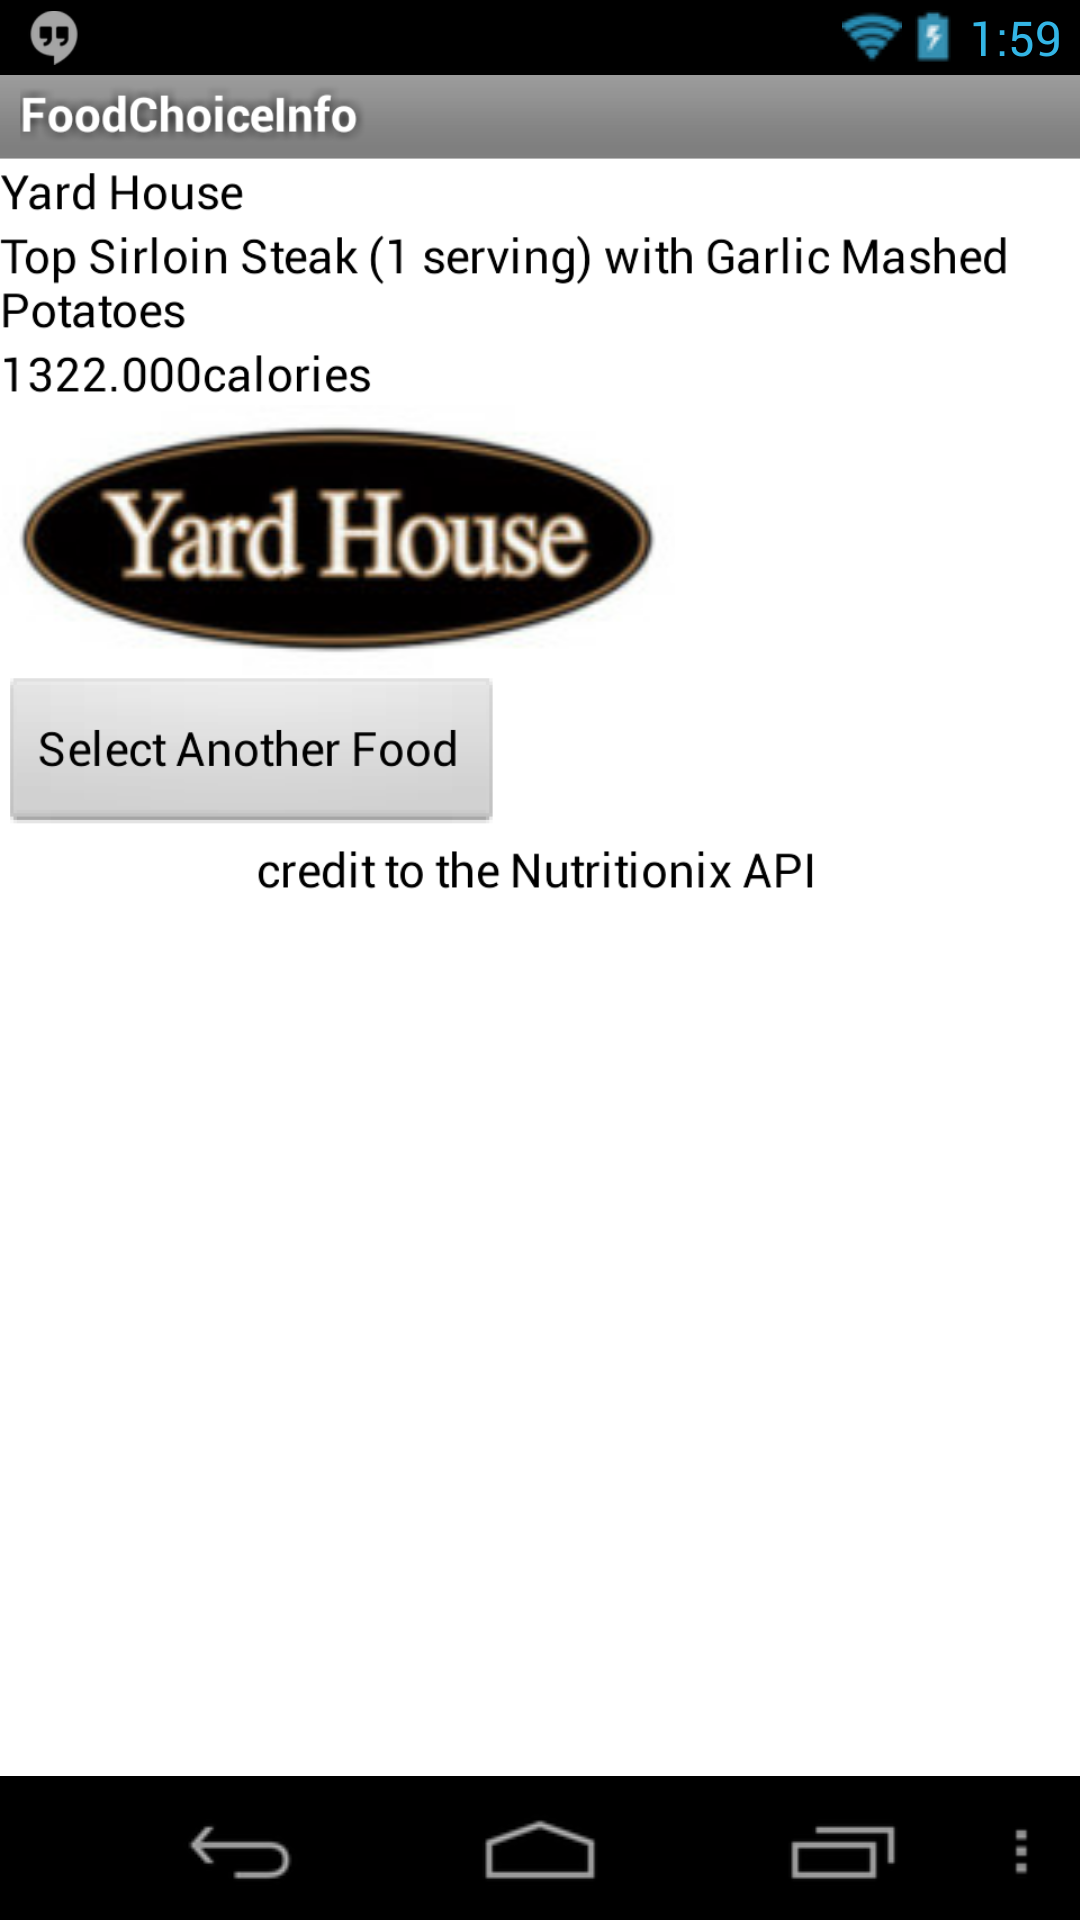 1:59
FoodChoiceInfo
Yard House
Top Sirloin Steak (1 serving) with Garlic Mashed
Potatoes
1322.000calories
Yard House
Select Another Food
credit to the Nutritionix API